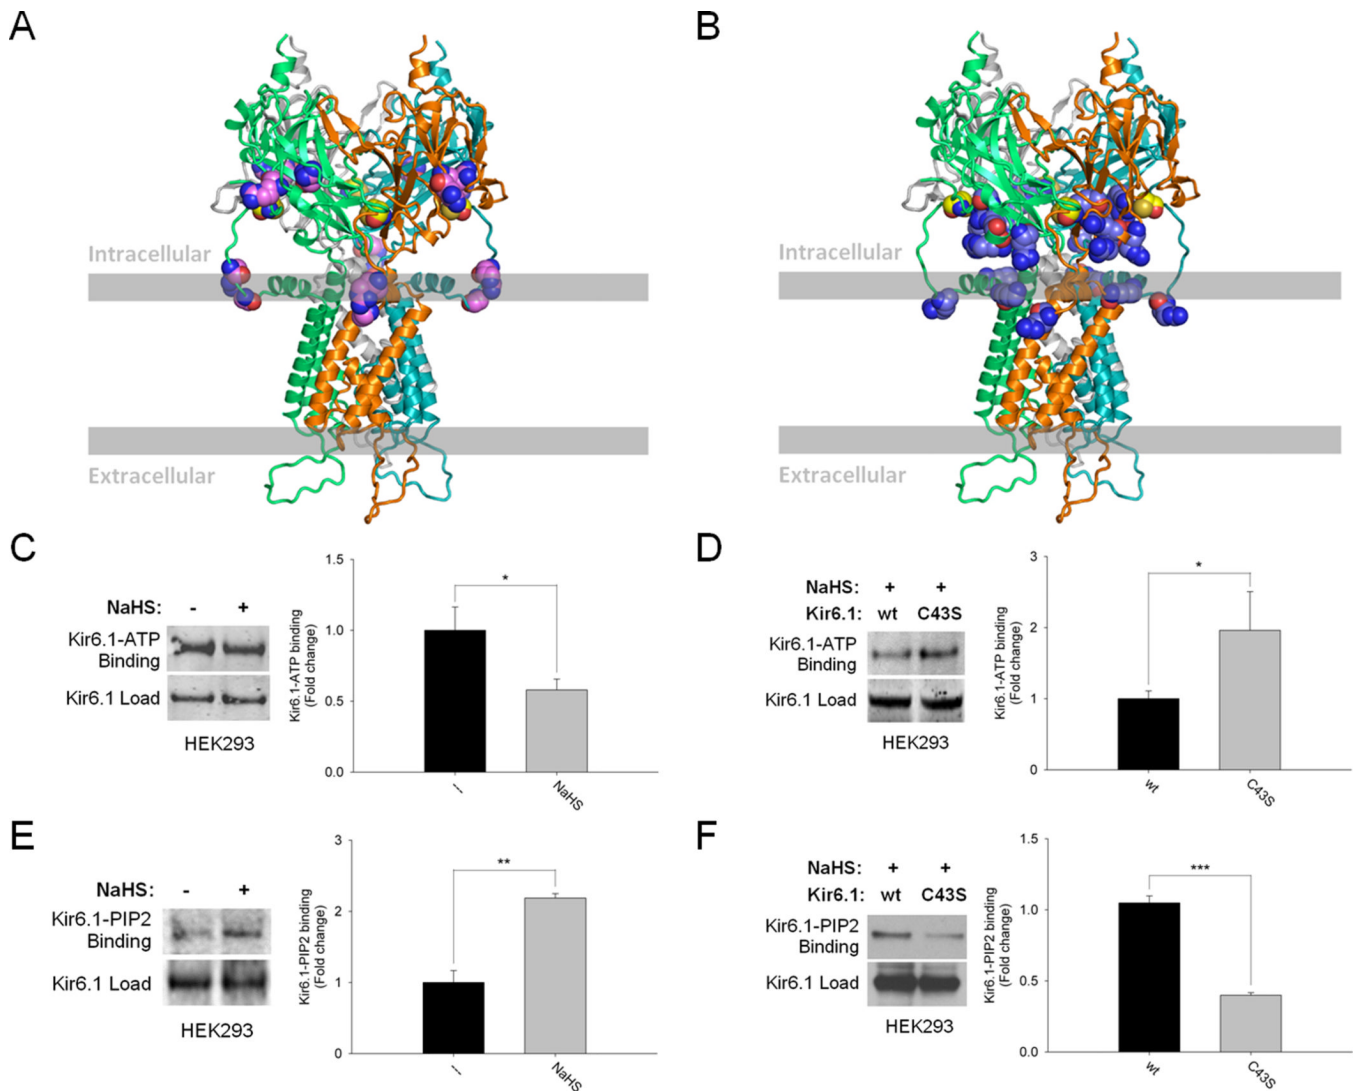 A
B
Intracellular
Extracellular
Intracellular
Extracellular
C
NaHS: - +
Kir6.1-ATP
Binding
Kir6.1 Load
HEK293
Kir6.1-ATP binding
(Fold change)
1.5
1.0
0.5
0.0
*
---
NaHS
D
NaHS: + +
Kir6.1: wt C43S
Kir6.1-ATP
Binding
Kir6.1 Load
HEK293
Kir6.1-ATP binding
(Fold change)
3
2
1
0
*
wt
C43S
E
NaHS: - +
Kir6.1-PIP2
Binding
Kir6.1 Load
HEK293
Kir6.1-PIP2 binding
(Fold change)
3
2
1
0
**
---
NaHS
F
NaHS: + +
Kir6.1: wt C43S
Kir6.1-PIP2
Binding
Kir6.1 Load
HEK293
Kir6.1-PIP2 binding
(Fold change)
1.5
1.0
0.5
0.0
***
wt
C43S